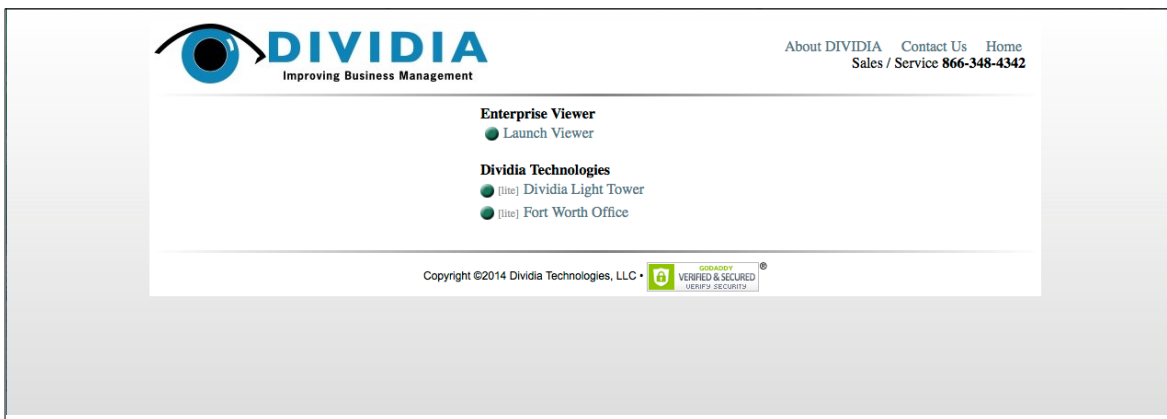 DIVIDIA
Improving Business Management
About DIVIDIA Contact Us Home
Sales / Service 866-348-4342
Enterprise Viewer
Launch Viewer
Dividia Technologies
[lite] Dividia Light Tower
[lite] Fort Worth Office
Copyright ©2014 Dividia Technologies, LLC •
GODADDY
VERIFIED & SECURED
VERIFY SECURITY
®